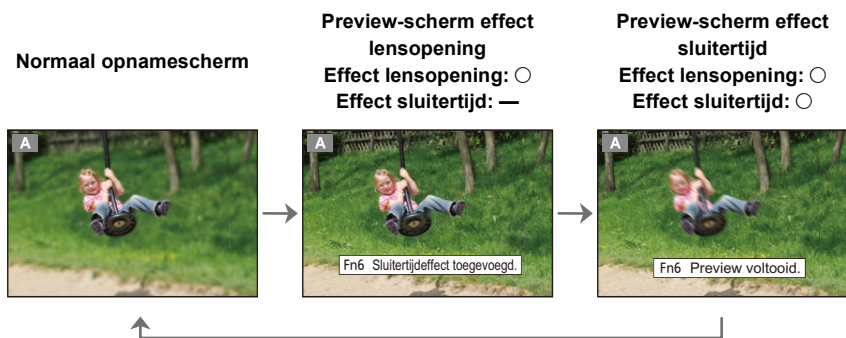 Normaal opnamescherm
Preview-scherm effect
lensopening
Effect lensopening: ○
Effect sluitertijd: —
Preview-scherm effect
sluitertijd
Effect lensopening: ○
Effect sluitertijd: ○
A
A
Fn6 Sluitertijdeffect toegevoegd.
A
Fn6 Preview voltooid.